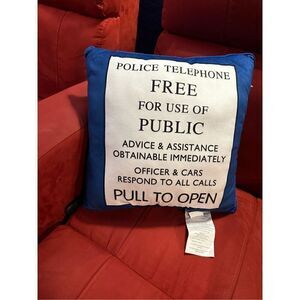 POLICE TELEPHONE
FREE
FOR USE OF
PUBLIC
ADVICE & ASSISTANCE
OBTAINABLE IMMEDIATELY
OFFICER & CARS
RESPOND TO ALL CALLS
PULL TO OPEN